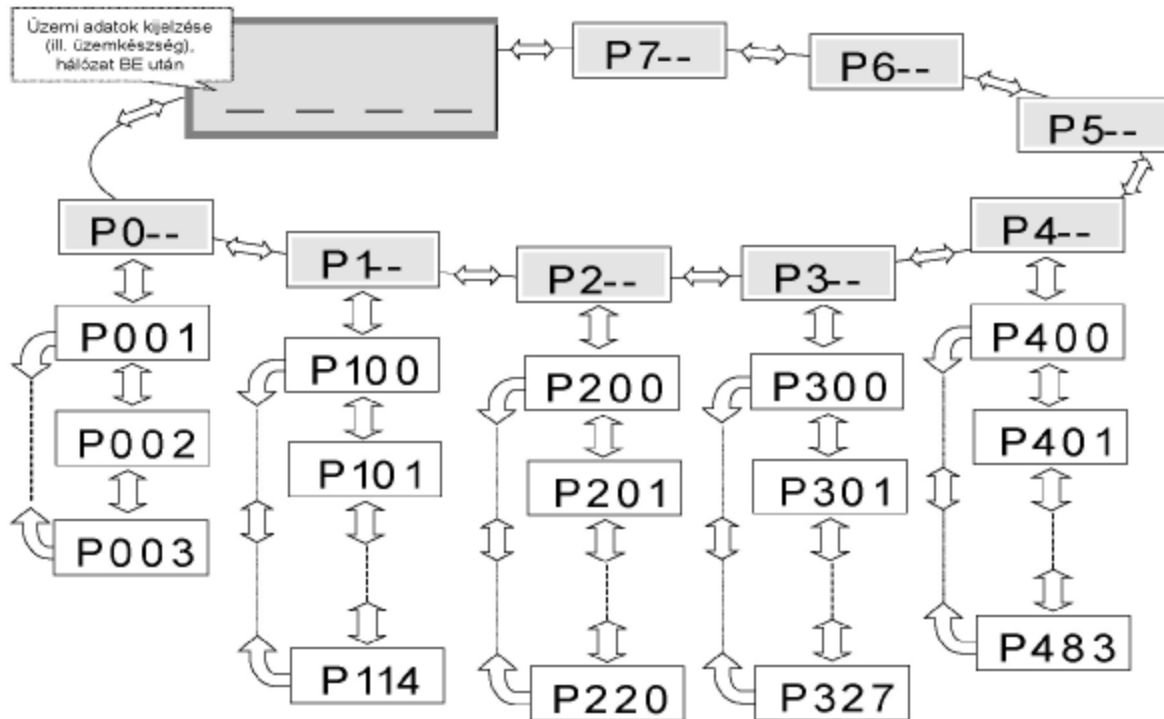 Üzemi adatok kijelzése
(ill. üzemkészség),
hálózat BE után
P7--
P6--
P5--
P0--
P1--
P2--
P3--
P4--
P001
P100
P200
P300
P400
P002
P101
P201
P301
P401
P003
P114
P220
P327
P483